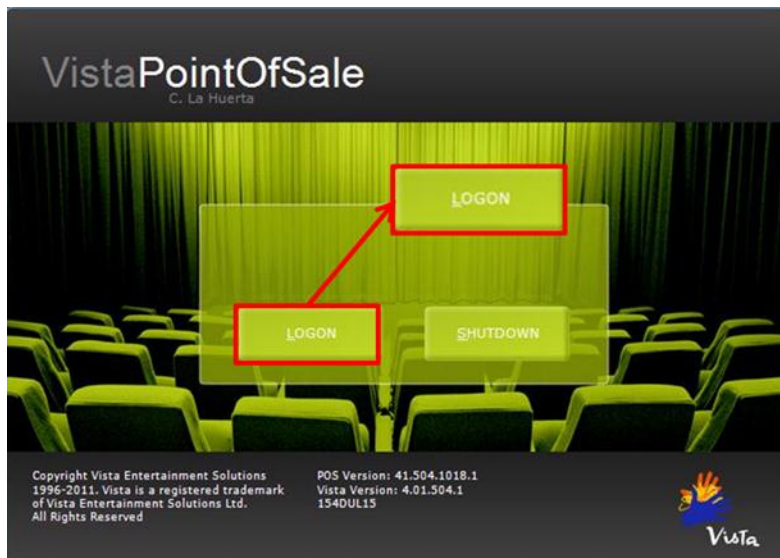 VistaPointOfSale
C. La Huerta
LOGON
LOGON
SHUTDOWN
Copyright Vista Entertainment Solutions
1996-2011. Vista is a registered trademark
of Vista Entertainment Solutions Ltd.
All Rights Reserved
POS Version: 41.504.1018.1
Vista Version: 4.01.504.1
154DUL15
Vista